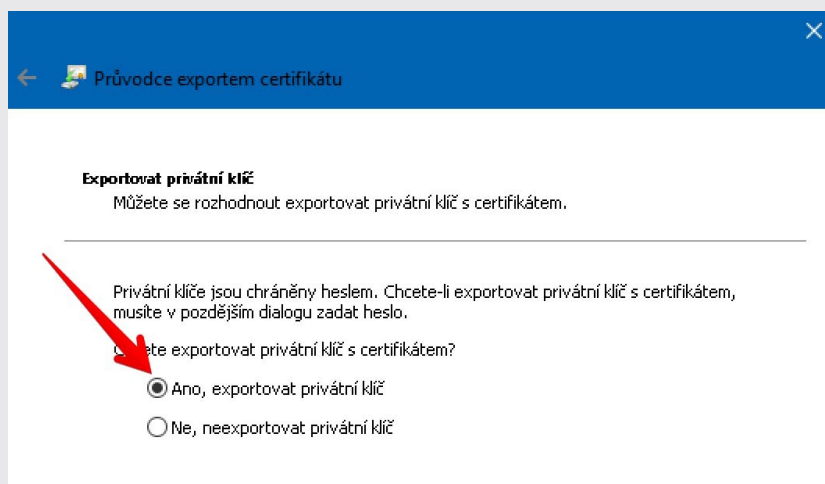 Průvodce exportem certifikátu
Exportovat privátní klíč
Můžete se rozhodnout exportovat privátní klíč s certifikátem.
Privátní klíče jsou chráněny heslem. Chcete-li exportovat privátní klíč s certifikátem,
musíte v pozdějším dialogu zadat heslo.
exportovat privátní klíč s certifikátem?
Ano, exportovat privátní klíč
Ne, neexportovat privátní klíč